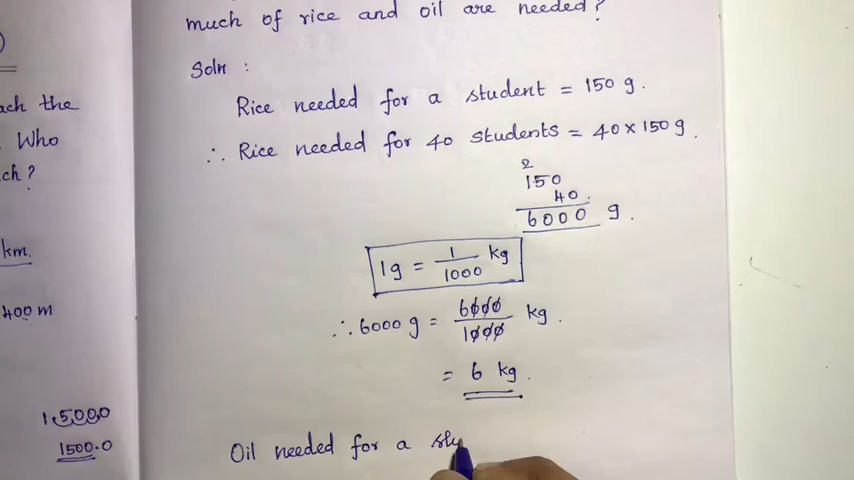 )
ach the
. Who
ch?
km.
400 m
1.5000
1500.0
much of rice and oil are needed?
Soln :
Rice needed for a student = 150 g.
∴ Rice needed for 40 students = 40 × 150 g.
2
150
40.
6000 g.
1g = 1/1000 kg
∴ 6000 g = 6000/1000 kg.
= 6 kg.
Oil needed for a stu